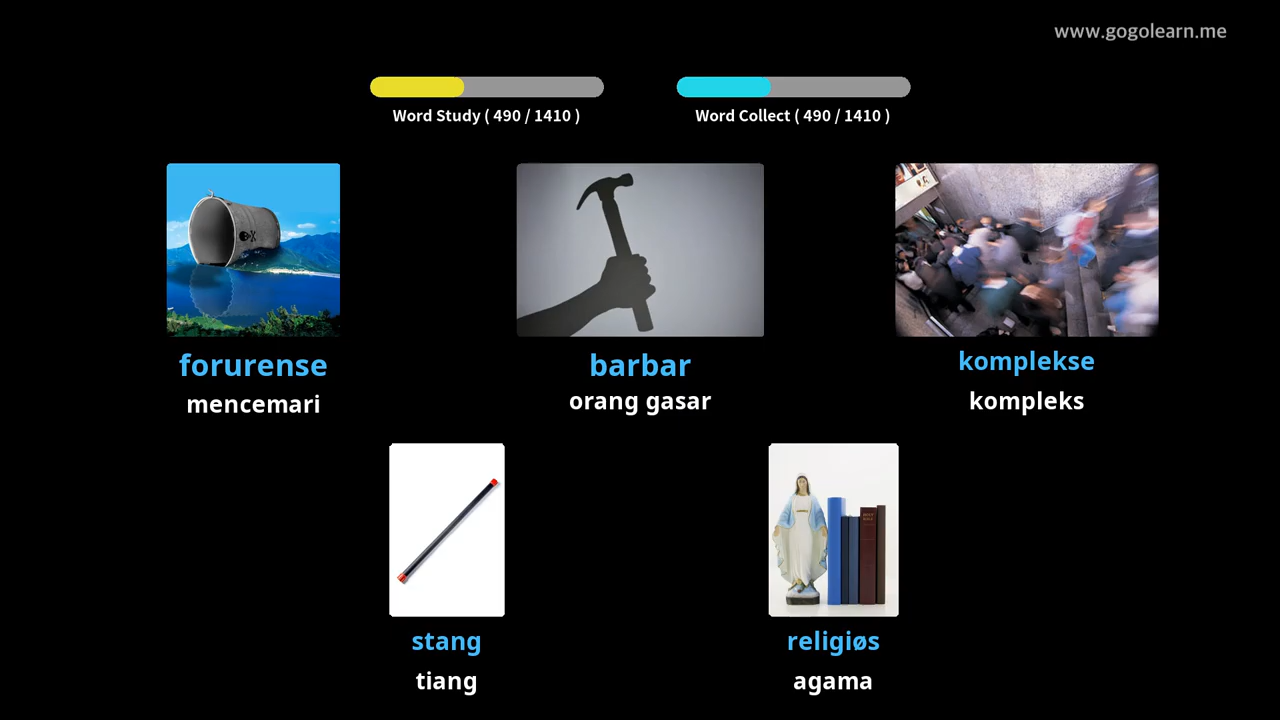 www.gogolearn.me
Word Study ( 490 / 1410 )
Word Collect ( 490 / 1410 )
forurense
mencemari
barbar
orang gasar
komplekse
kompleks
stang
tiang
religiøs
agama